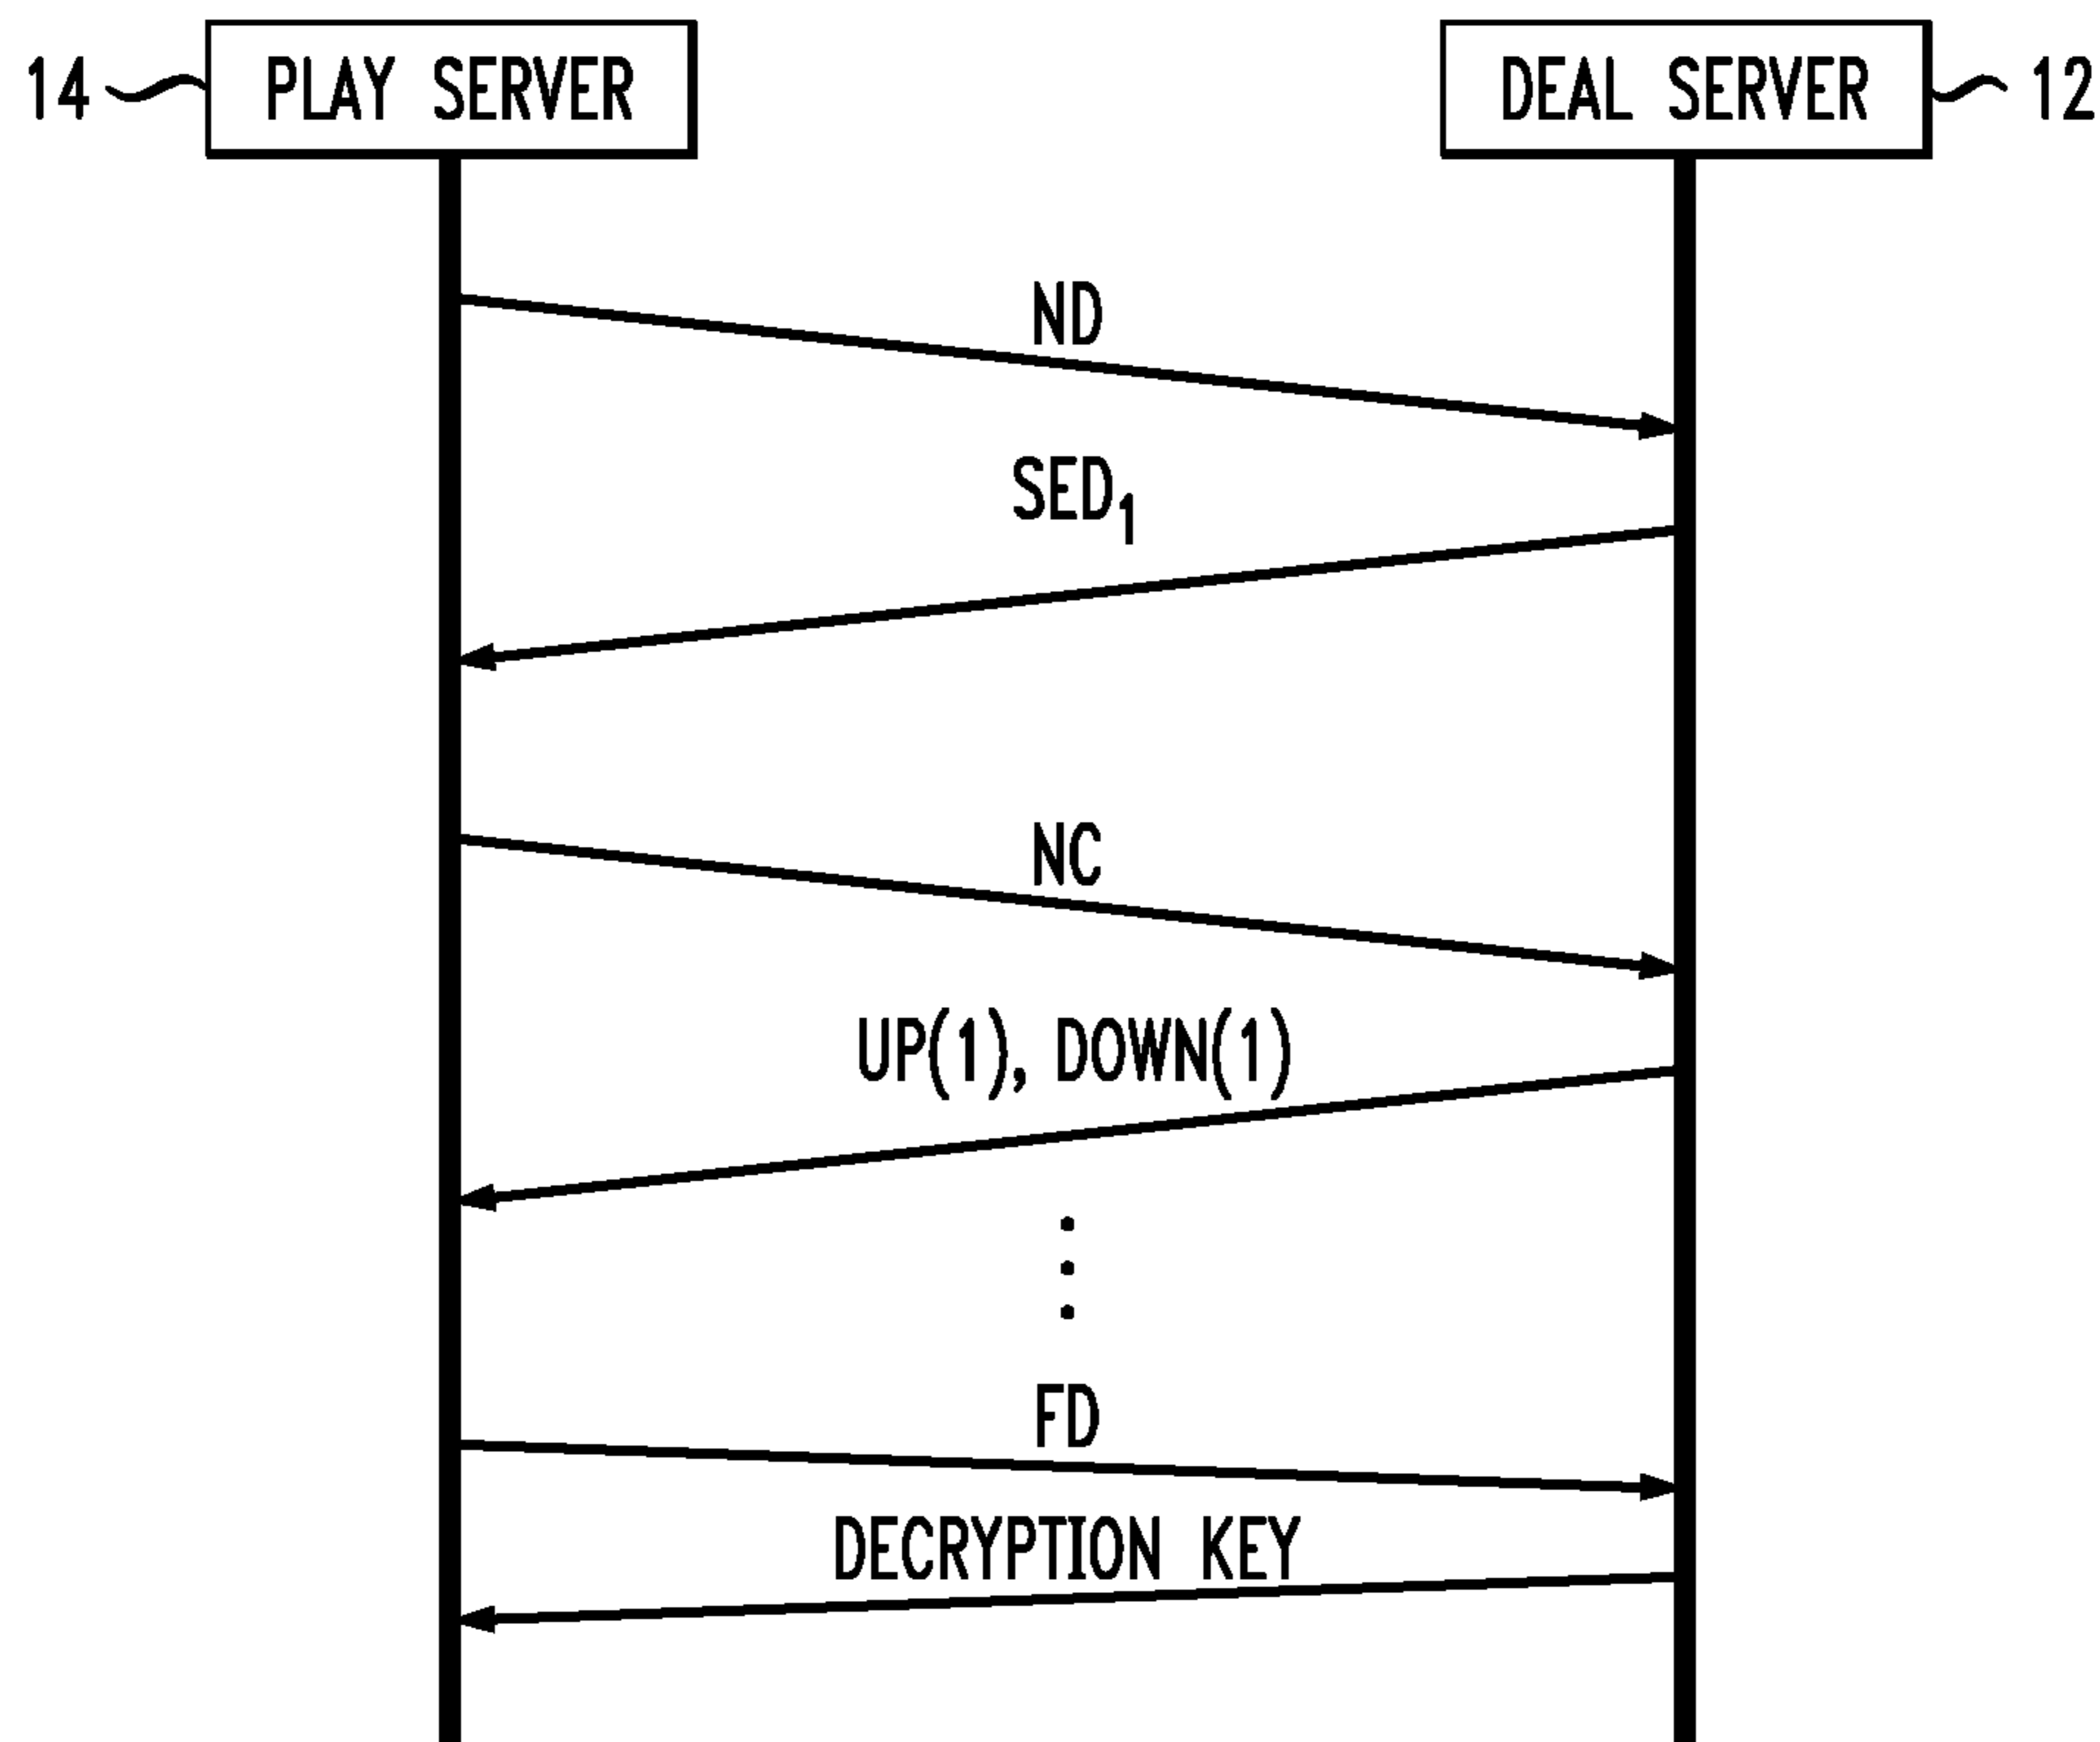 14 PLAY SERVER DEAL SERVER 12
ND
SED₁
NC
UP(1), DOWN(1)
FD
DECRYPTION KEY